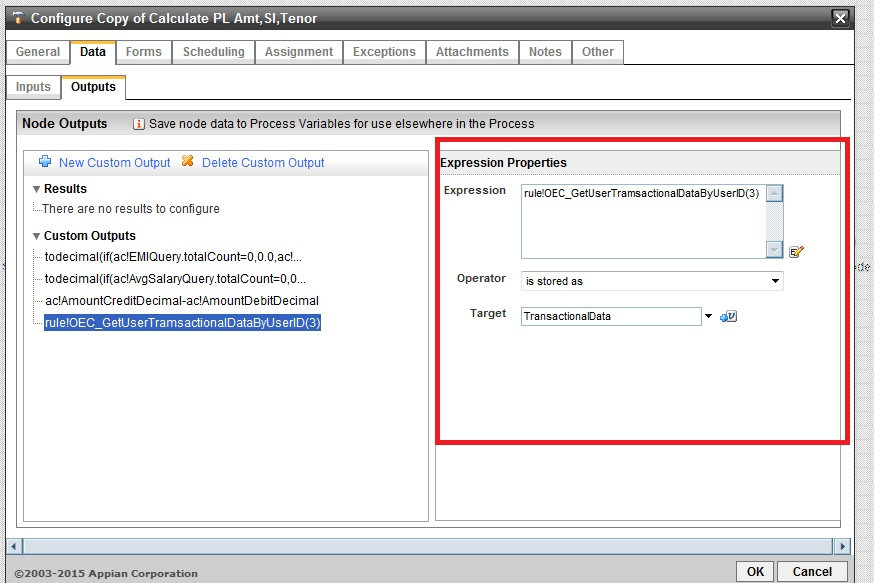 Configure Copy of Calculate PL Amt,SI,Tenor
General Data Forms Scheduling Assignment Exceptions Attachments Notes Other
Inputs Outputs
Node Outputs Save node data to Process Variables for use elsewhere in the Process
New Custom Output Delete Custom Output
Results
There are no results to configure
Custom Outputs
todecimal(if(ac!EMIQuery.totalCount=0,0.0,ac!...
todecimal(if(ac!AvgSalaryQuery.totalCount=0,0...
ac!AmountCreditDecimal-ac!AmountDebitDecimal
rule!OEC_GetUserTramsactionalDataByUserID(3)
Expression Properties
Expression rule!OEC_GetUserTramsactionalDataByUserID(3)
Operator is stored as
Target TransactionalData
©2003-2015 Appian Corporation
OK Cancel